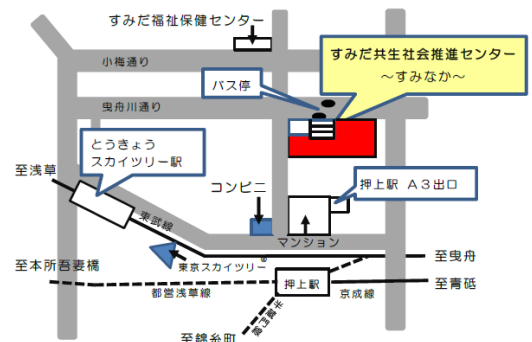 すみだ福祉保健センター
小梅通り
すみだ共生社会推進センター
～すみなか～
バス停
曳舟川通り
とうきょう
スカイツリー駅
至浅草
コンビニ
押上駅 A3出口
東武線
マンション
至曳舟
東京スカイツリー®
至本所吾妻橋
押上駅
至青砥
都営浅草線
京成線
半蔵門線
至錦糸町